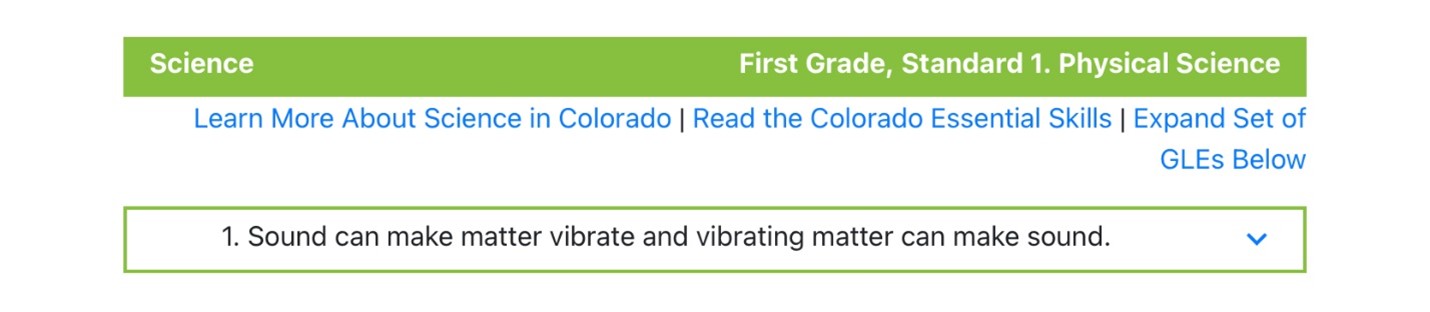 Science First Grade, Standard 1. Physical Science
Learn More About Science in Colorado | Read the Colorado Essential Skills | Expand Set of
GLEs Below
1. Sound can make matter vibrate and vibrating matter can make sound.